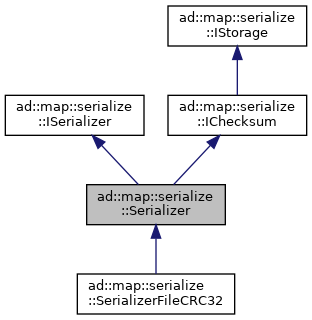 ad::map::serialize
::IStorage
ad::map::serialize
::ISerializer
ad::map::serialize
::IChecksum
ad::map::serialize
::Serializer
ad::map::serialize
::SerializerFileCRC32